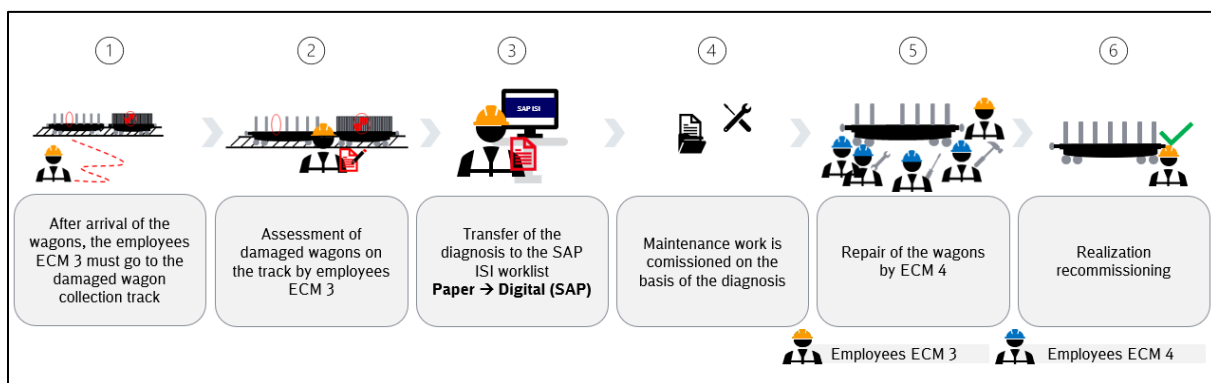 1
2
3
4
5
6
SAP ISI
After arrival of the
wagons, the employees
ECM 3 must go to the
damaged wagon
collection track
Assessment of
damaged wagons on
the track by employees
ECM 3
Transfer of the
diagnosis to the SAP
ISI worklist
Paper → Digital (SAP)
Maintenance work is
comissioned on the
basis of the diagnosis
Repair of the wagons
by ECM 4
Realization
recommissioning
Employees ECM 3
Employees ECM 4